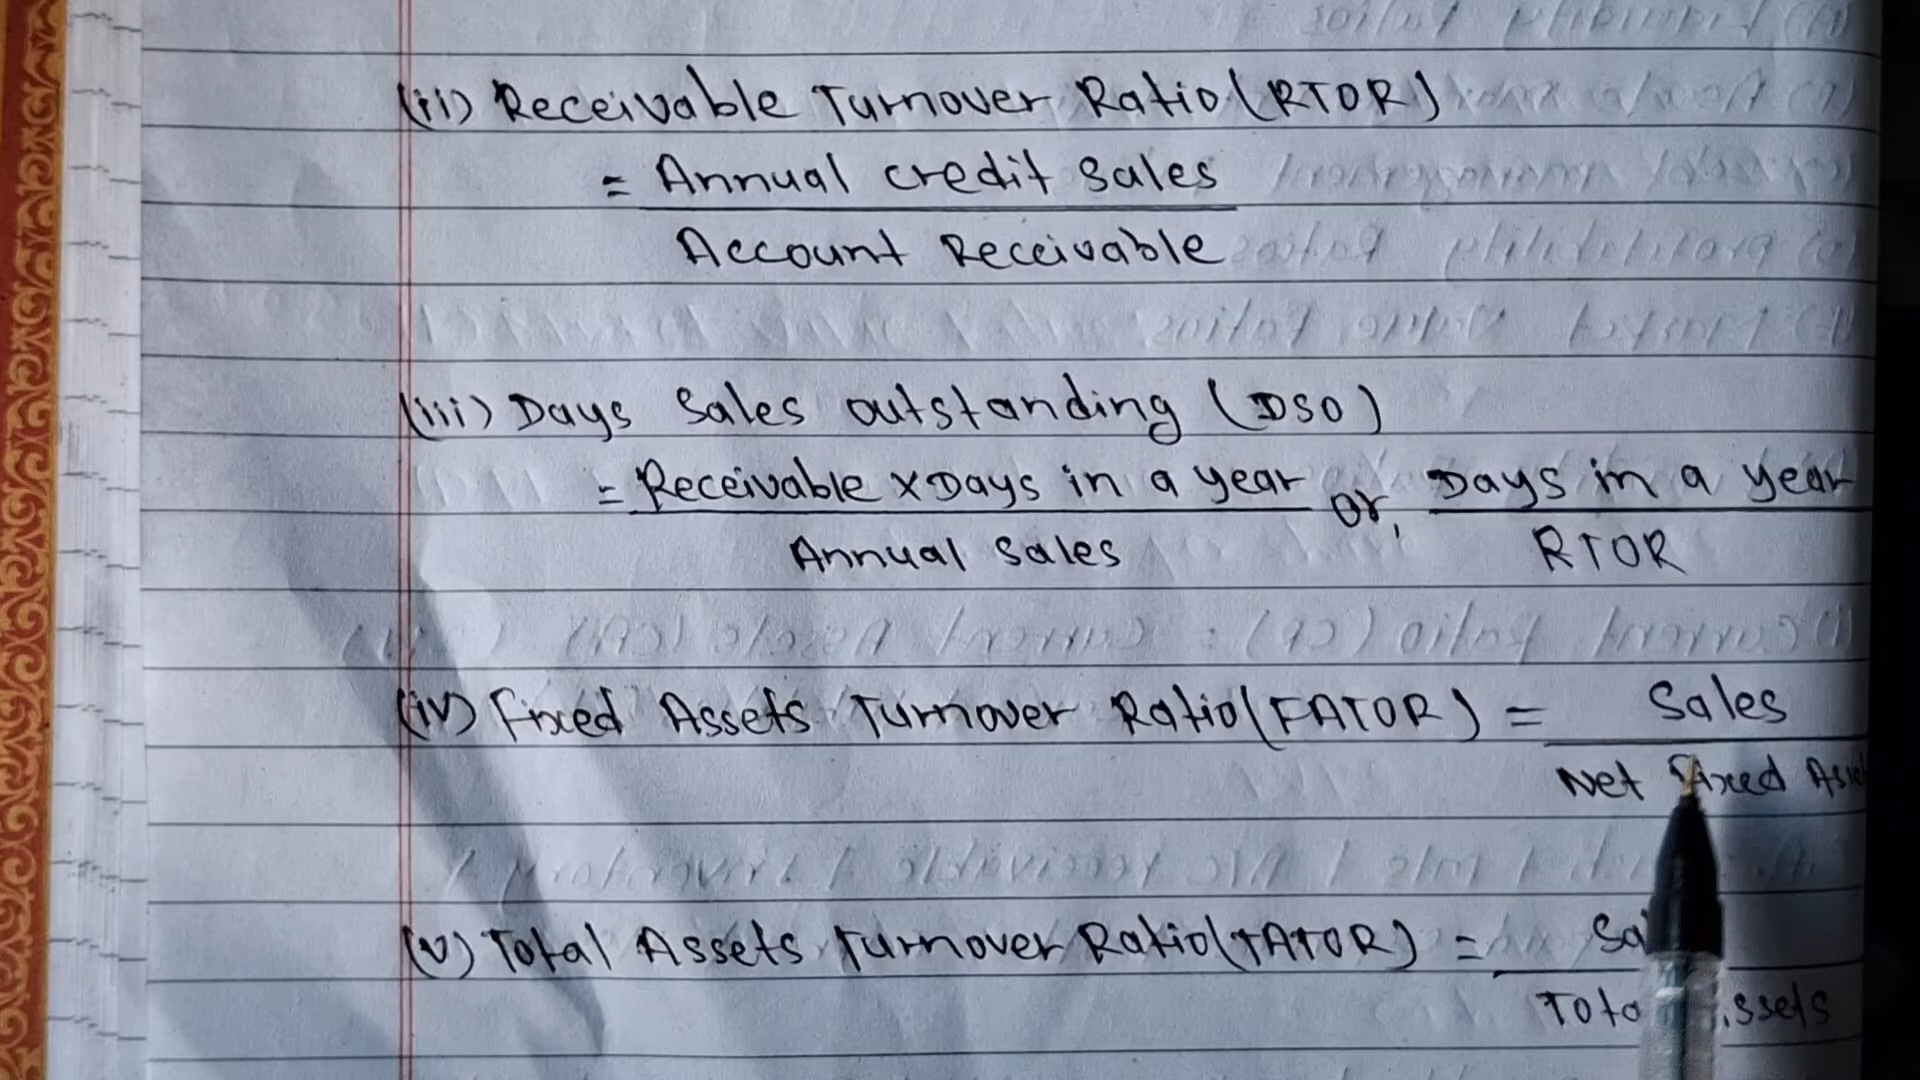 (ii) Receivable Turnover Ratio (RTOR)
= Annual credit sales
Account Receivable
(iii) Days Sales outstanding (DSO)
= Receivable x Days in a year or, Days in a year
Annual Sales RTOR
(iv) Fixed Assets Turnover Ratio (FATOR) = Sales
Net Fixed
(v) Total Assets Turnover Ratio (TATOR) =